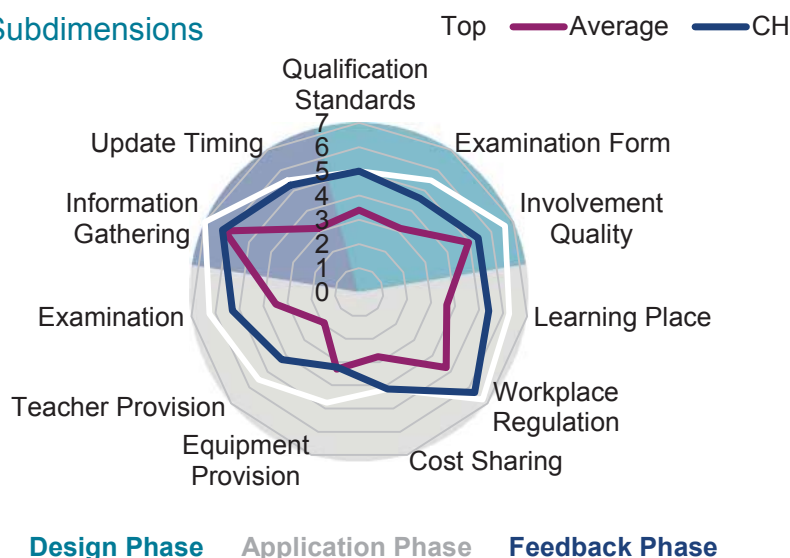 Subdimensions
Top Average CH
Qualification
Standards
7
6
5
4
3
2
1
0
Update Timing
Examination Form
Information
Gathering
Involvement
Quality
Examination
Learning Place
Teacher Provision
Workplace
Regulation
Equipment
Provision
Cost Sharing
Design Phase Application Phase Feedback Phase